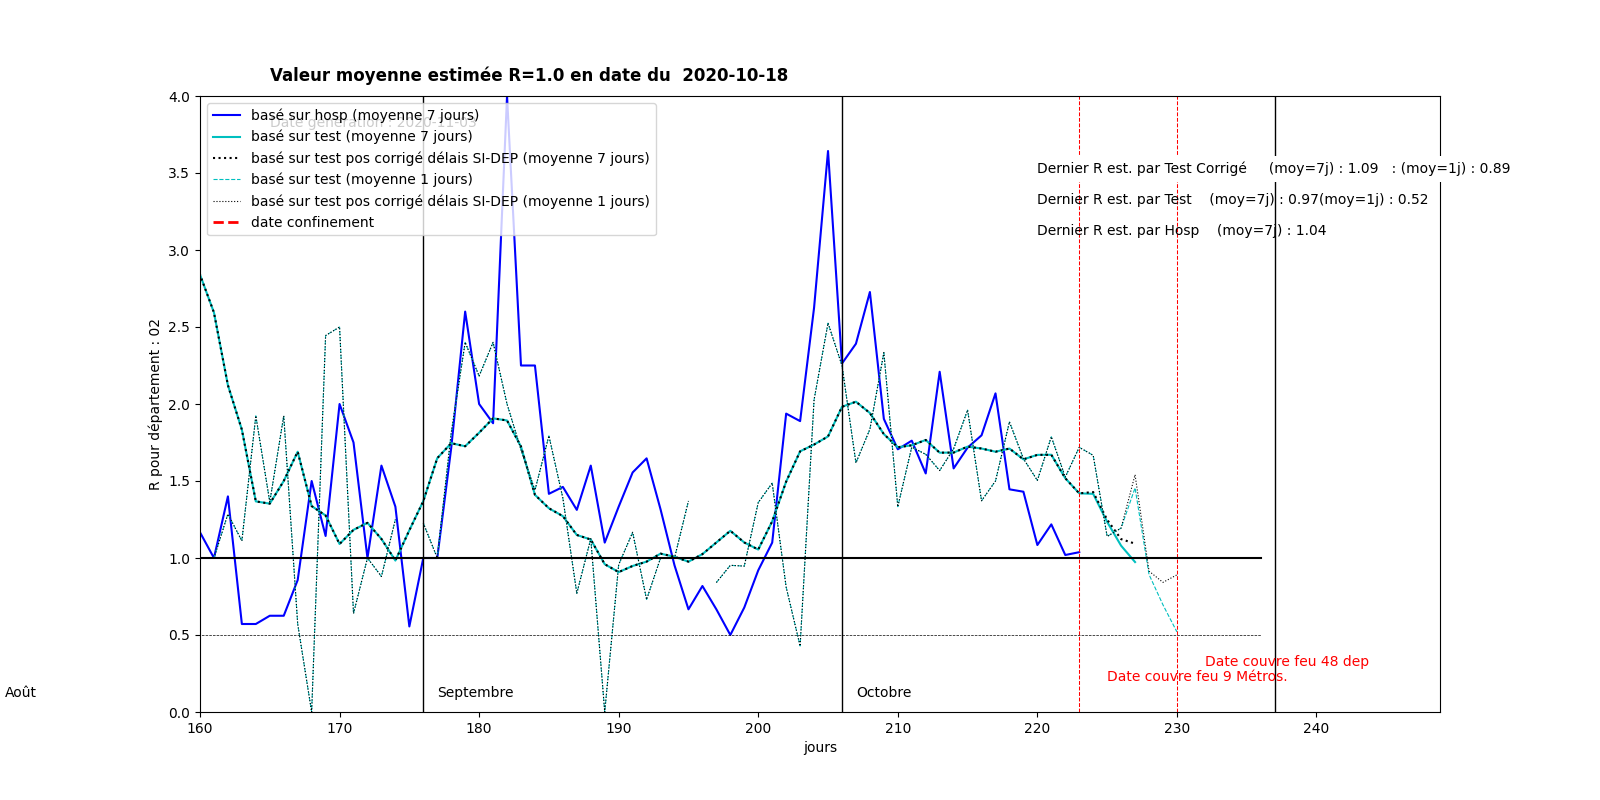 Valeur moyenne estimée R=1.0 en date du  2020-10-18
Date génération : 2020-11-03
basé sur hosp (moyenne 7 jours)
basé sur test (moyenne 7 jours)
basé sur test pos corrigé délais SI-DEP (moyenne 7 jours)
basé sur test (moyenne 1 jours)
basé sur test pos corrigé délais SI-DEP (moyenne 1 jours)
date confinement
Dernier R est. par Test Corrigé     (moy=7j) : 1.09   : (moy=1j) : 0.89
Dernier R est. par Test    (moy=7j) : 0.97(moy=1j) : 0.52
Dernier R est. par Hosp    (moy=7j) : 1.04
R pour département : 02
4.0
3.5
3.0
2.5
2.0
1.5
1.0
0.5
0.0
Date couvre feu 48 dep
Date couvre feu 9 Métros.
Août
Septembre
Octobre
160 170 180 190 200 210 220 230 240
jours